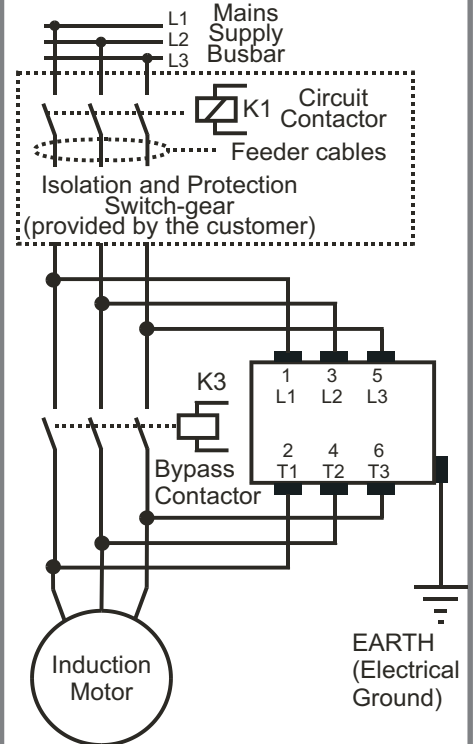 L1
L2
L3
Mains
Supply
Busbar
K1
Circuit
Contactor
Feeder cables
Isolation and Protection
Switch-gear
(provided by the customer)
K3
Bypass
Contactor
1 3 5
L1 L2 L3
2 4 6
T1 T2 T3
Induction
Motor
EARTH
(Electrical
Ground)